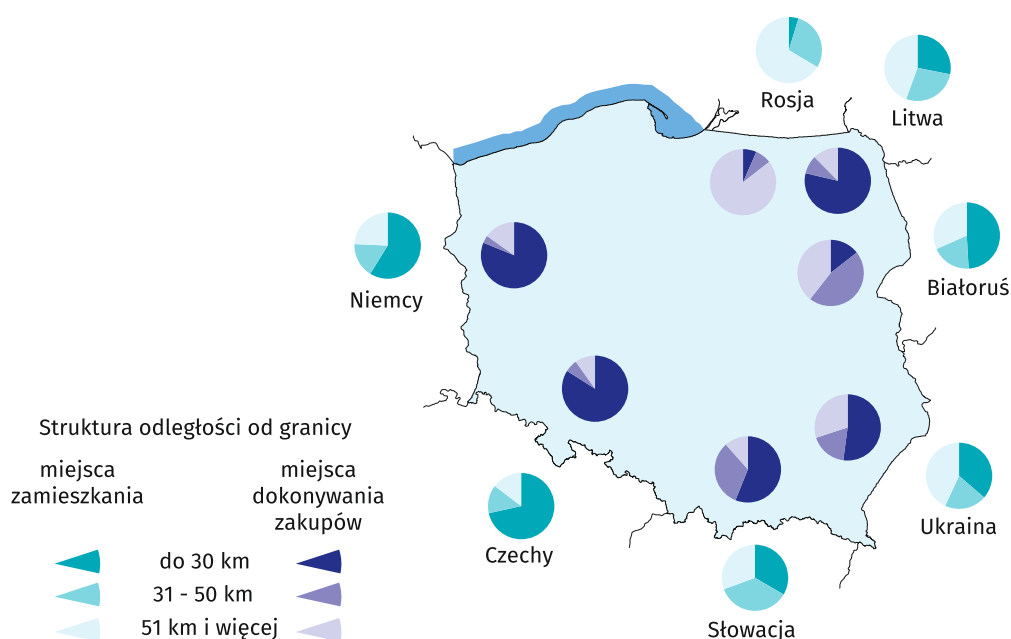 Rosja
Litwa
Niemcy
Białoruś
Struktura odległości od granicy
miejsca
zamieszkania
miejsca
dokonywania
zakupów
do 30 km
31 - 50 km
51 km i więcej
Czechy
Ukraina
Słowacja